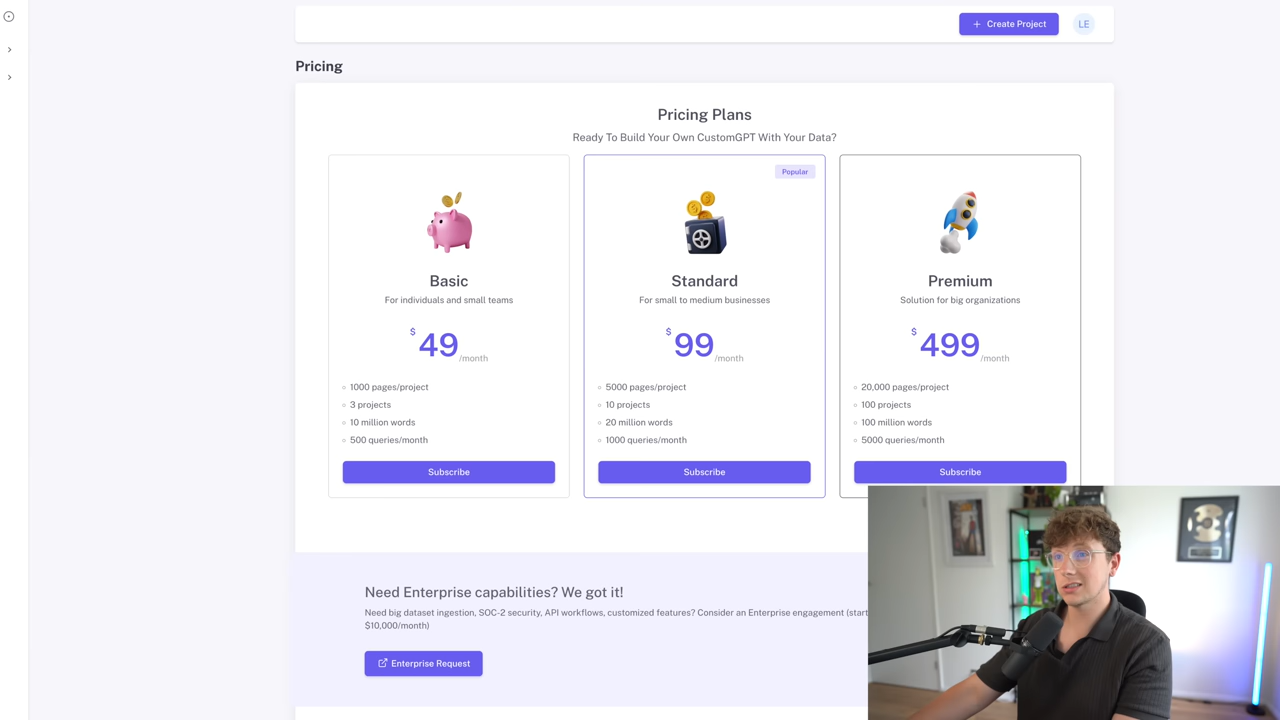 + Create Project
LE
Pricing
Pricing Plans
Ready To Build Your Own CustomGPT With Your Data?
Basic
For individuals and small teams
$ 49 /month
1000 pages/project
3 projects
10 million words
500 queries/month
Subscribe
Popular
Standard
For small to medium businesses
$ 99 /month
5000 pages/project
10 projects
20 million words
1000 queries/month
Subscribe
Premium
Solution for big organizations
$ 499 /month
20,000 pages/project
100 projects
100 million words
5000 queries/month
Subscribe
Need Enterprise capabilities? We got it!
Need big dataset ingestion, SOC-2 security, API workflows, customized features? Consider an Enterprise engagement (start
$10,000/month)
Enterprise Request